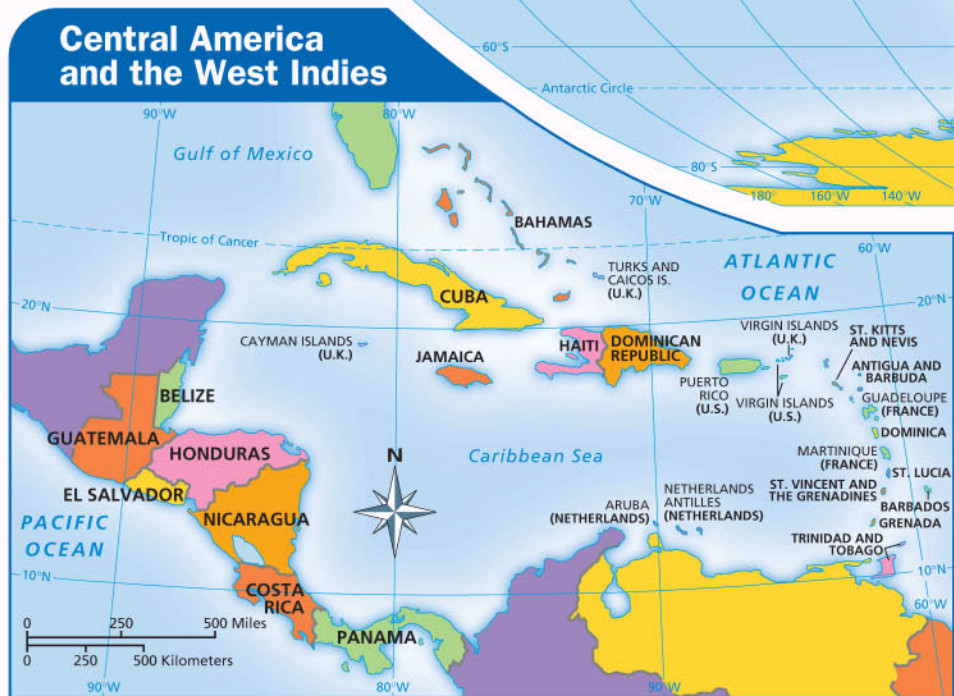 Central America
and the West Indies
60°S
Antarctic Circle
80°S
180°
160°W
140°W
90°W
80°W
Gulf of Mexico
70°W
BAHAMAS
Tropic of Cancer
60°W
ATLANTIC
OCEAN
TURKS AND
CAICOS IS.
(U.K.)
CUBA
20°N
20°N
CAYMAN ISLANDS
(U.K.)
JAMAICA
HAITI
DOMINICAN
REPUBLIC
VIRGIN ISLANDS
(U.K.)
ST. KITTS
AND NEVIS
PUERTO
RICO
(U.S.)
VIRGIN ISLANDS
(U.S.)
ANTIGUA AND
BARBUDA
GUADELOUPE
(FRANCE)
BELIZE
GUATEMALA
HONDURAS
DOMINICA
N
Caribbean Sea
MARTINIQUE
(FRANCE)
ST. LUCIA
EL SALVADOR
NICARAGUA
ARUBA
(NETHERLANDS)
NETHERLANDS
ANTILLES
(NETHERLANDS)
ST. VINCENT AND
THE GRENADINES
BARBADOS
GRENADA
PACIFIC
OCEAN
TRINIDAD AND
TOBAGO
10°N
10°N
COSTA
RICA
60°W
PANAMA
0 250 500 Miles
0 250 500 Kilometers
90°W
80°W
90°W